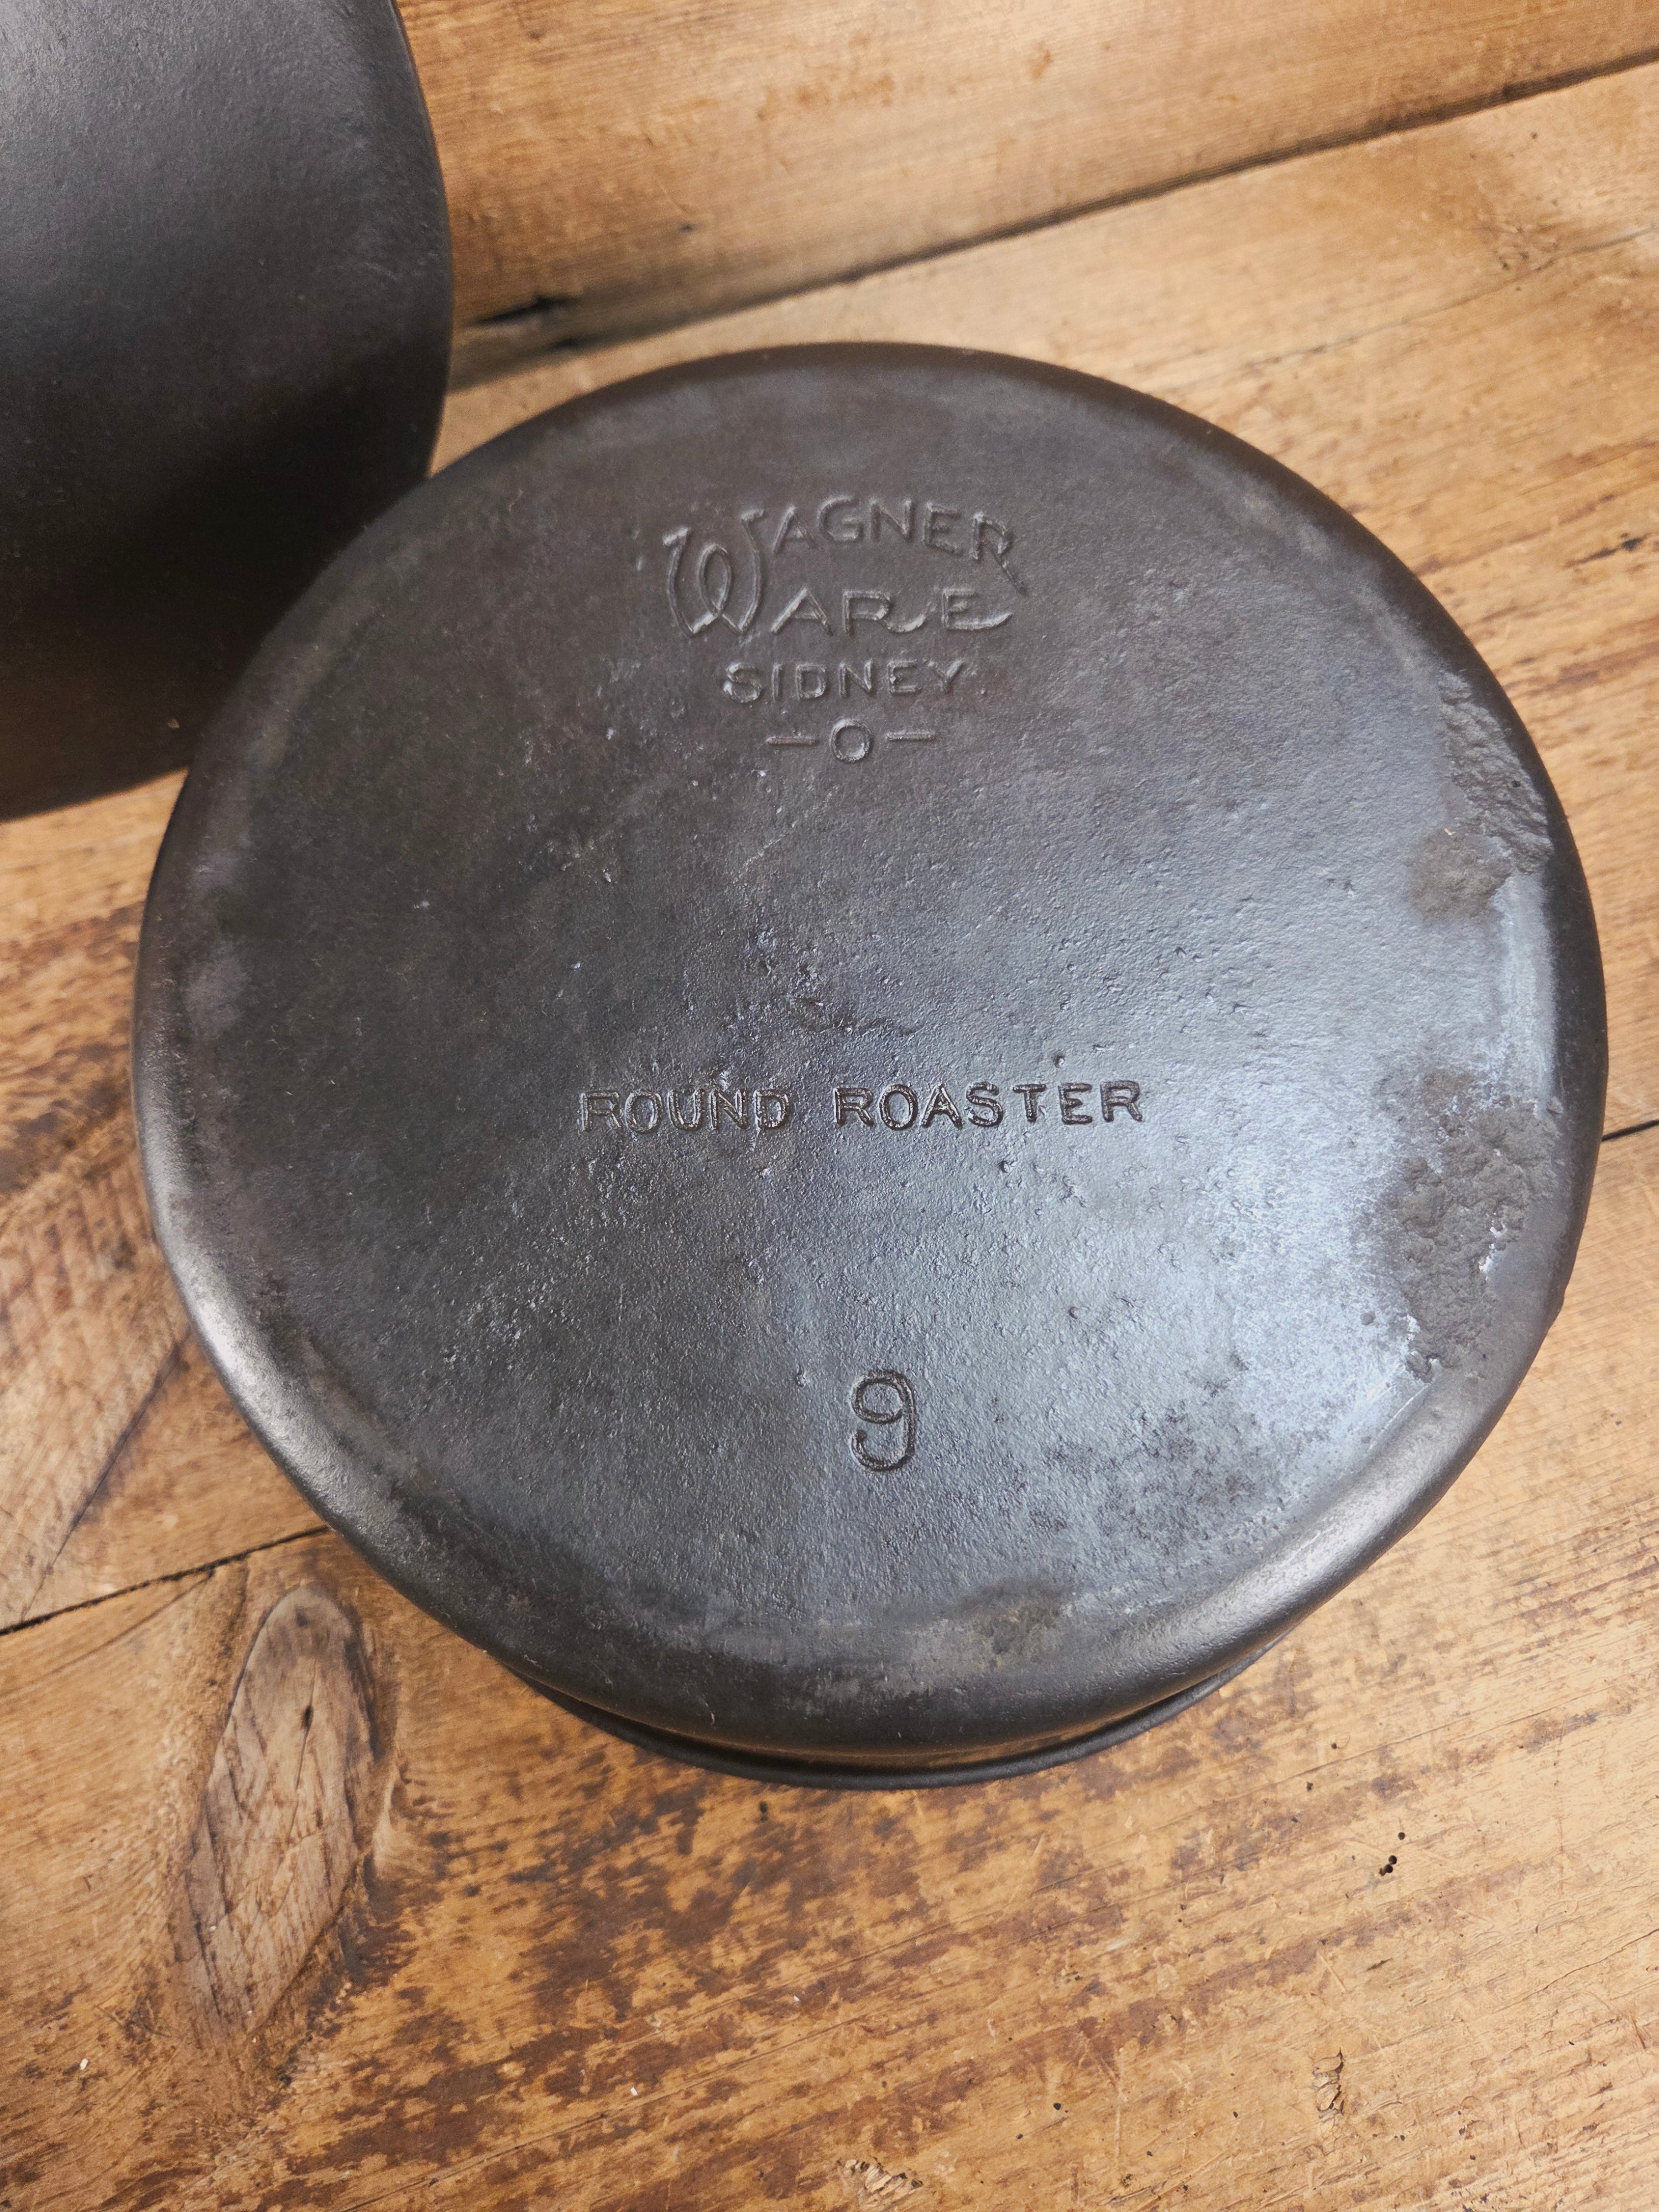 WAGNER
WARE
SIDNEY
-O-
ROUND ROASTER
9